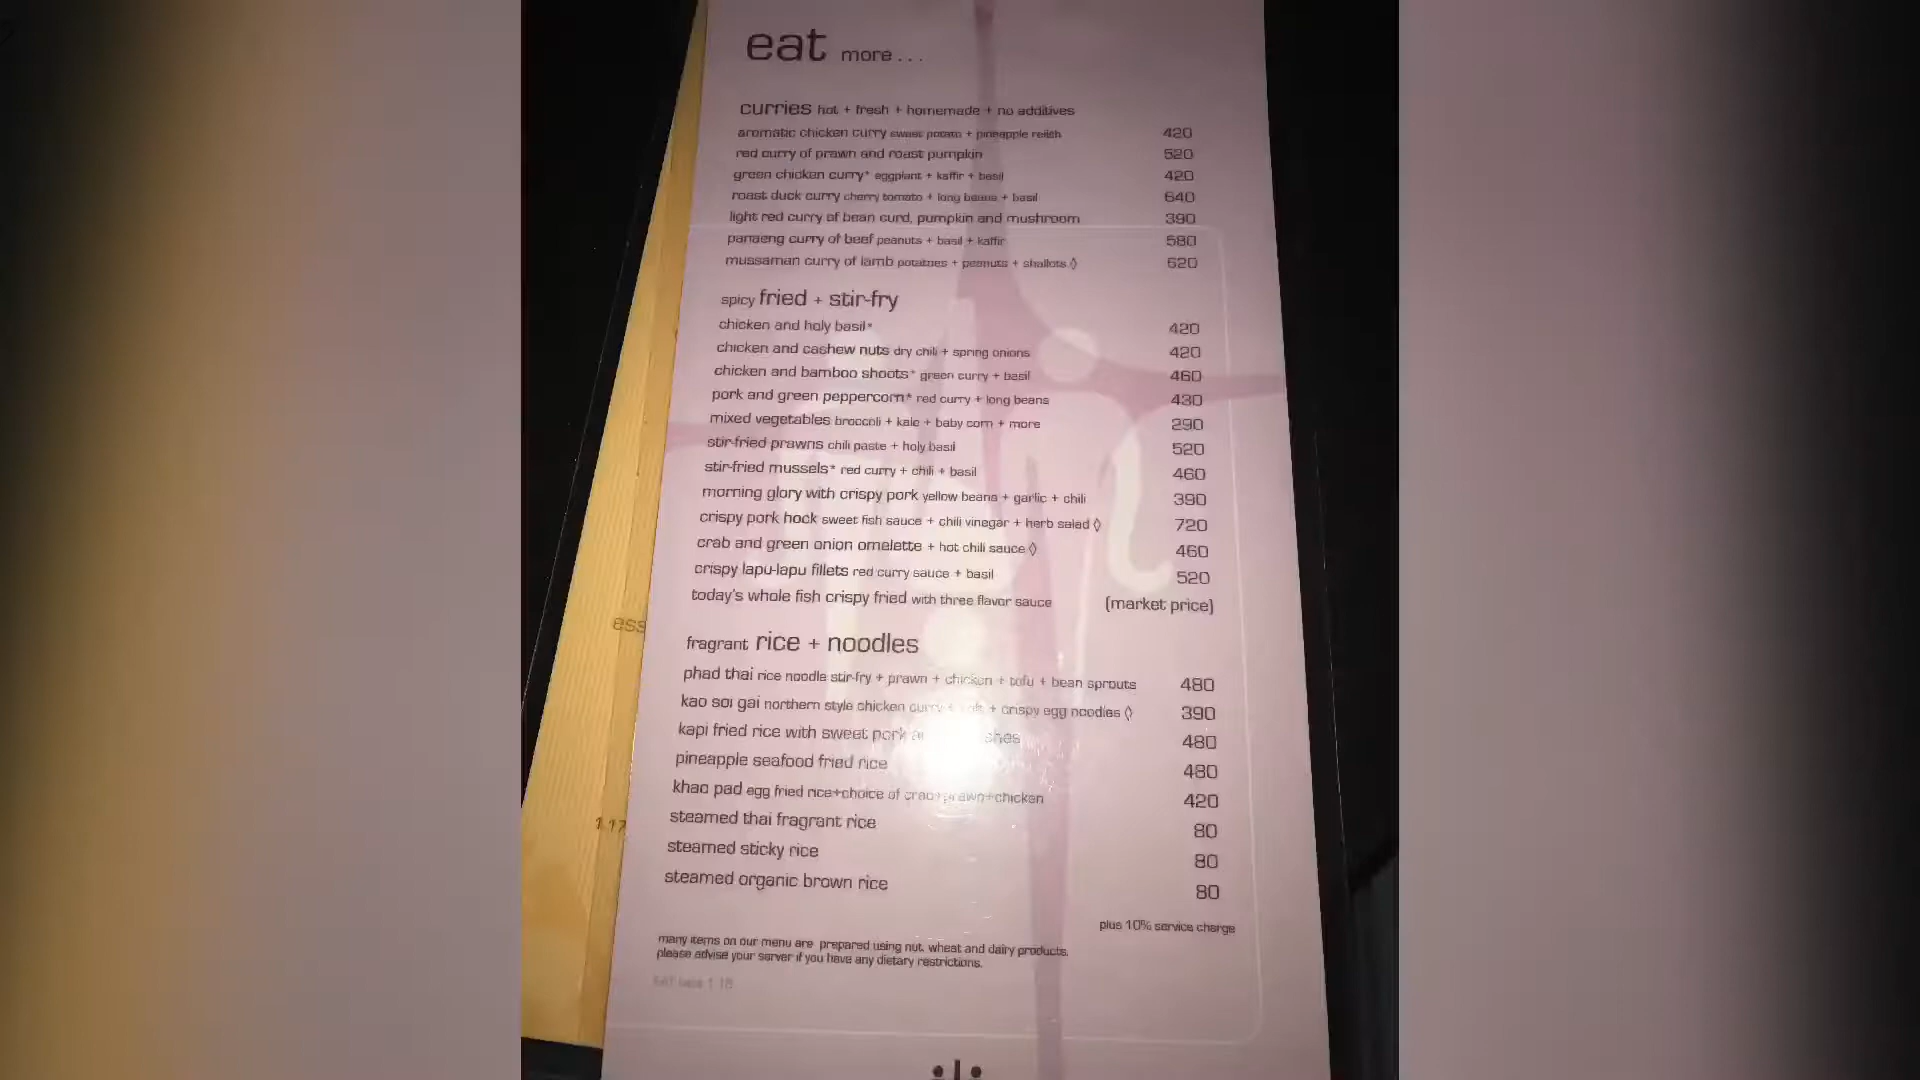 eat more . . .
curries hot + fresh + homemade + no additives
aromatic chicken curry sweet potato + pineapple relish 420
red curry of prawn and roast pumpkin 520
green chicken curry* eggplant + kaffir + basil 420
roast duck curry cherry tomato + long beans + basil 640
light red curry of bean curd, pumpkin and mushroom 390
panaeng curry of beef peanuts + basil + kaffir 580
mussaman curry of lamb potatoes + peanuts + shallots ◊ 620
spicy fried + stir-fry
chicken and holy basil* 420
chicken and cashew nuts dry chili + spring onions 420
chicken and bamboo shoots* green curry + basil 460
pork and green peppercorn* red curry + long beans 430
mixed vegetables broccoli + kale + baby corn + more 290
stir-fried prawns chili paste + holy basil 520
stir-fried mussels* red curry + chili + basil 460
morning glory with crispy pork yellow beans + garlic + chili 390
crispy pork hock sweet fish sauce + chili vinegar + herb salad ◊ 720
crab and green onion omelette + hot chili sauce ◊ 460
crispy lapu-lapu fillets red curry sauce + basil 520
today's whole fish crispy fried with three flavor sauce (market price)
ess
fragrant rice + noodles
phad thai rice noodle stir-fry + prawn + chicken + tofu + bean sprouts 480
kao soi gai northern style chicken curry + + crispy egg noodles ◊ 390
kapi fried rice with sweet pork 480
pineapple seafood fried rice 480
khao pad egg fried rice+choice of crab+prawn+chicken 420
1.17
steamed thai fragrant rice 80
steamed sticky rice 80
steamed organic brown rice 80
plus 10% service charge
many items on our menu are prepared using nut, wheat and dairy products.
please advise your server if you have any dietary restrictions.